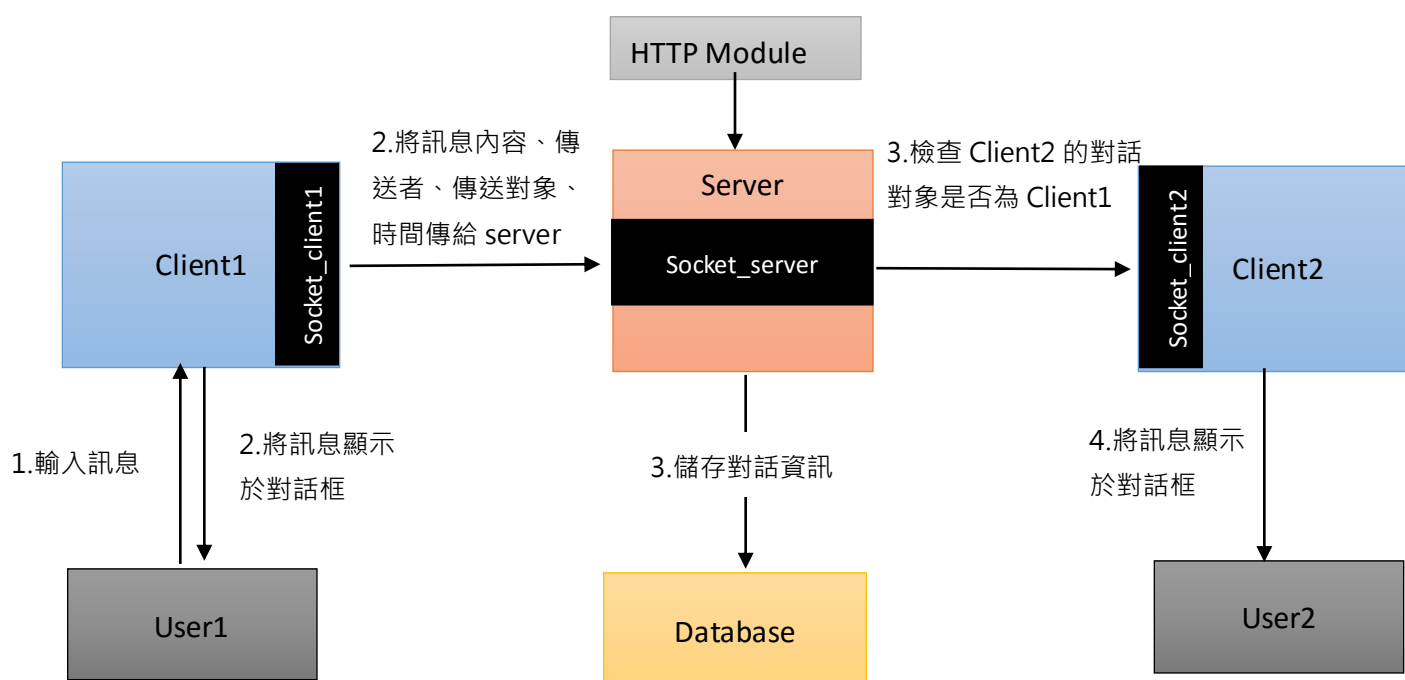 HTTP Module
2.將訊息內容、傳
送者、傳送對象、
時間傳給 server
Server
Socket_server
3.檢查 Client2 的對話
對象是否為 Client1
Client1
Socket_client1
Socket_client2
Client2
1.輸入訊息
2.將訊息顯示
於對話框
3.儲存對話資訊
4.將訊息顯示
於對話框
User1
Database
User2